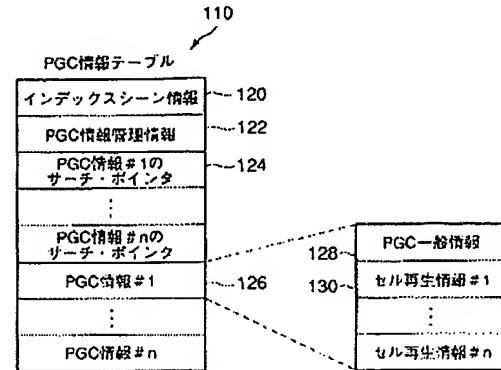 110
PGC情報テーブル
インデックスシーン情報
120
PGC情報管理情報
122
PGC情報#1の
サーチ・ポインタ
124
⋮
PGC情報#nの
サーチ・ポインタ
PGC情報#1
126
⋮
PGC情報#n
PGC一般情報
128
セル再生情報#1
130
⋮
セル再生情報#n